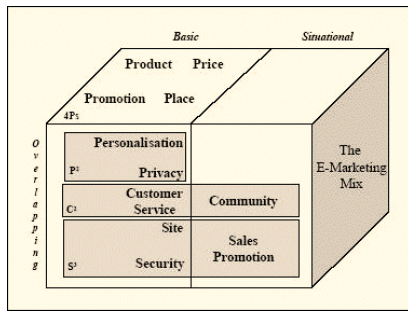 Basic Situational
Product Price
Promotion Place
4Ps
Overlapping
Personalisation
P² Privacy
The
E-Marketing
Mix
Customer
C² Service
Community
Site
Sales
Promotion
S³ Security